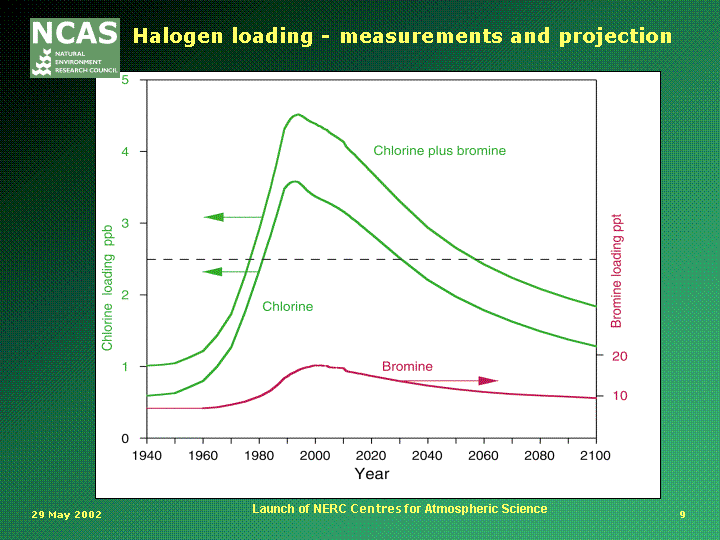 NCAS
NATURAL
ENVIRONMENT
RESEARCH COUNCIL
Halogen loading - measurements and projection
5
4
3
2
1
0
Chlorine loading ppb
Chlorine plus bromine
Chlorine
Bromine
Bromine loading ppt
20
10
1940 1960 1980 2000 2020 2040 2060 2080 2100
Year
29 May 2002
Launch of NERC Centres for Atmospheric Science
9